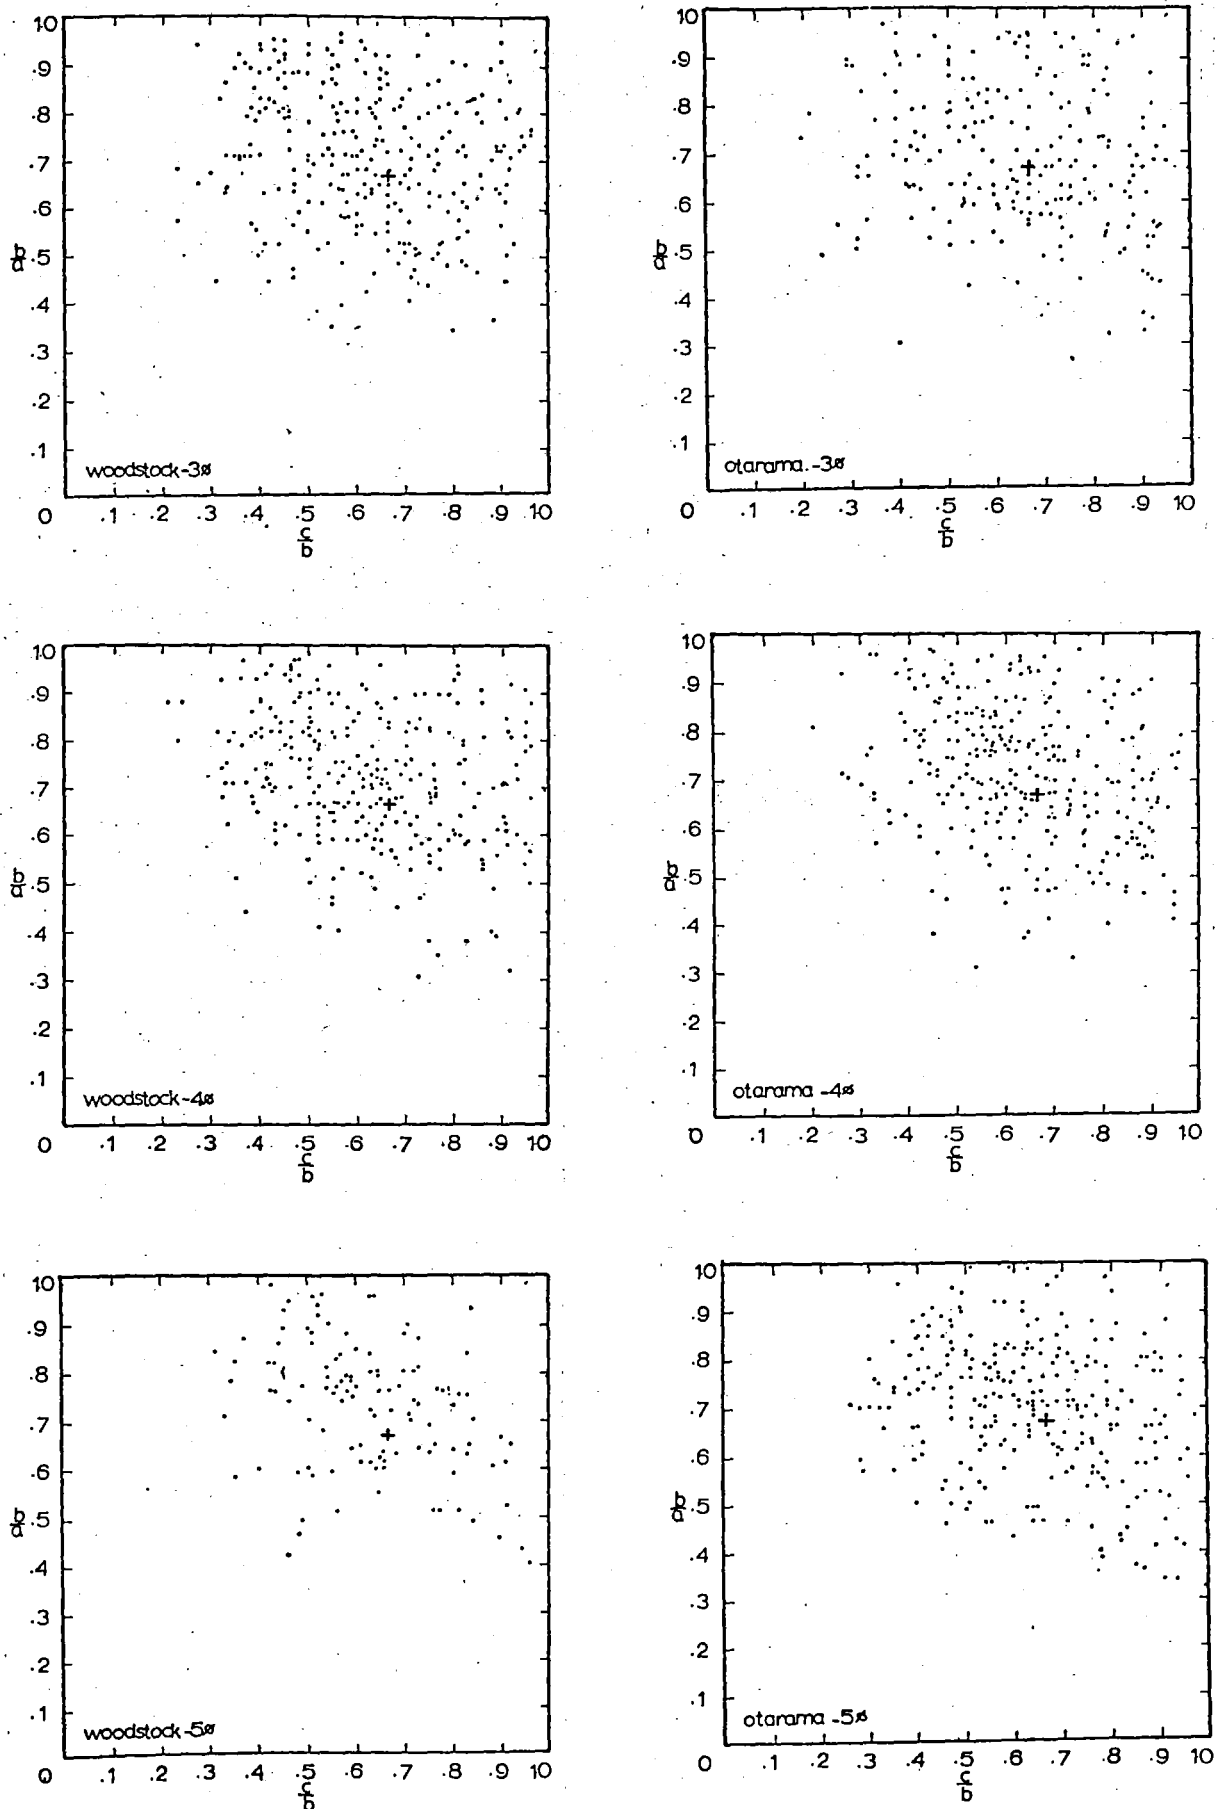 10
.9
.8
.7
.6
b/a .5
.4
.3
.2
.1
woodstock-3ø
0 .1 .2 .3 .4 .5 .6 .7 .8 .9 10
c/b
10
.9
.8
.7
.6
b/a .5
.4
.3
.2
.1
otarama.-3ø
0 .1 .2 .3 .4 .5 .6 .7 .8 .9 10
c/b
10
.9
.8
.7
.6
b/a .5
.4
.3
.2
.1
woodstock-4ø
0 .1 .2 .3 .4 .5 .6 .7 .8 .9 10
c/b
10
.9
.8
.7
.6
b/a .5
.4
.3
.2
.1
otarama -4ø
0 .1 .2 .3 .4 .5 .6 .7 .8 .9 10
c/b
10
.9
.8
.7
.6
b/a .5
.4
.3
.2
.1
woodstock-5ø
0 .1 .2 .3 .4 .5 .6 .7 .8 .9 10
c/b
10
.9
.8
.7
.6
b/a .5
.4
.3
.2
.1
otarama -5ø
0 .1 .2 .3 .4 .5 .6 .7 .8 .9 10
c/b